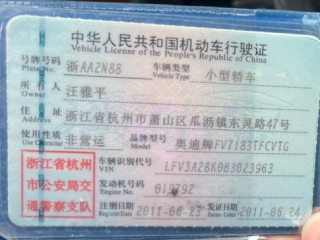 中华人民共和国机动车行驶证
Vehicle License of the People's Republic of China
号牌号码 浙AA2N88 车辆类型 小型轿车
Plate No. Vehicle Type
所有人 汪雅平
Owner
住址 浙江省杭州市萧山区瓜沥镇东灵路47号
Address
使用性质 非营运 品牌型号 奥迪牌FV7183TFCVTG
Use Character Model
浙江省杭州市公安局交通警察支队
车辆识别代号 LFV3A28K0B3023963
VIN
发动机号码 019792
Engine No.
注册日期 2011-06-23 发证日期 2011-06-24
Register Date Issue Date